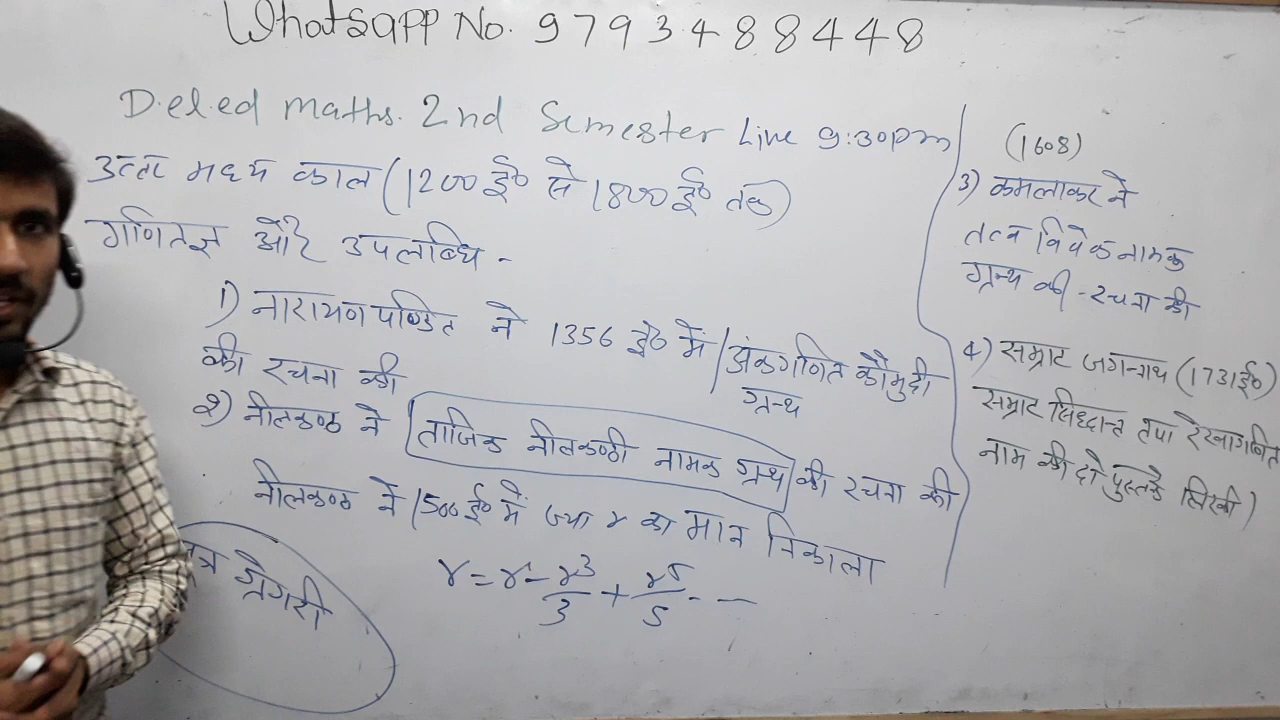 Whatsapp No. 9793488448
D.el.ed maths. 2nd Semester Live 9:30pm
उत्तर मध्य काल (1200 ई० से 1800 ई० तक)
गणितज्ञ और उपलब्धि -
1) नारायण पण्डित ने 1356 ई० में अंकगणित कौमुदी
ग्रन्थ
की रचना की
2) नीलकण्ठ ने ताजिक नीलकण्ठी नामक ग्रन्थ की रचना की
नीलकण्ठ ने 1500 ई० में ज्या r का मान निकाला
r = r - r³/3 + r⁵/5 - —
त्र ग्रेगरी
(1608)
3) कमलाकर ने
तत्व विवेक नामक
ग्रन्थ की रचना की
4) सम्राट जगन्नाथ (1731 ई०)
सम्राट सिध्दान्त तथा रेखागणित
नाम की दो पुस्तके लिखी)